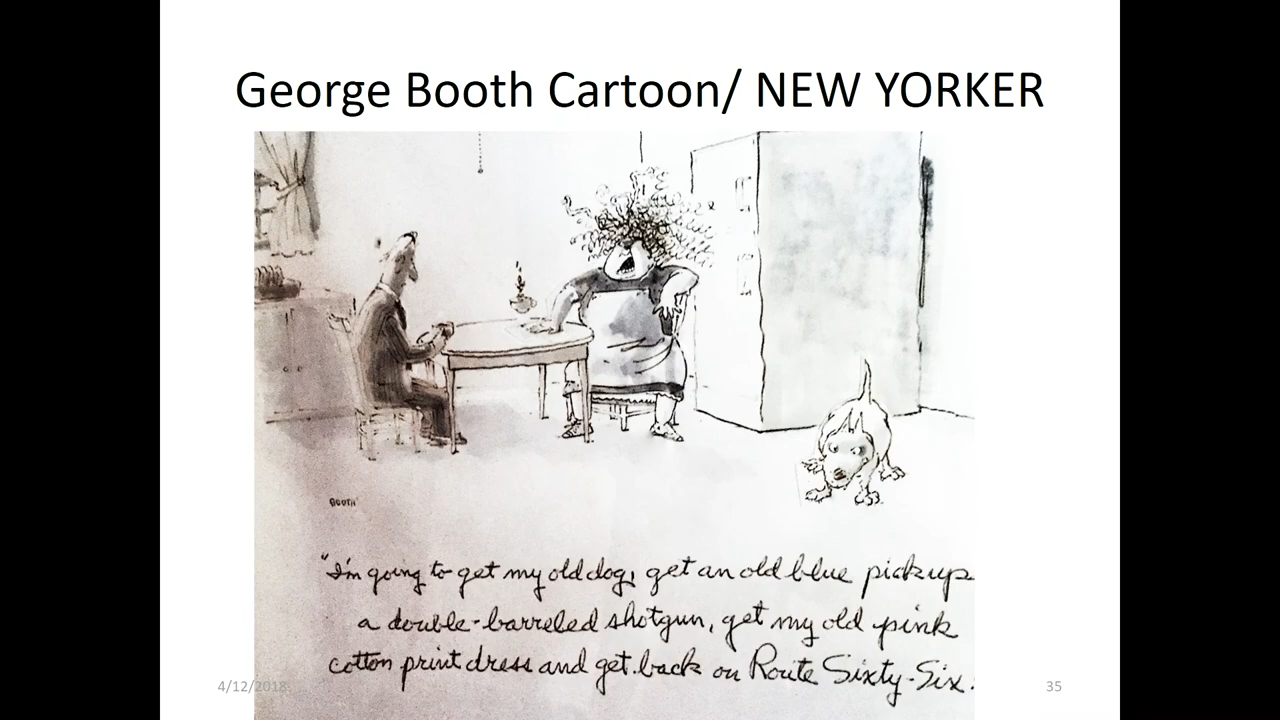 George Booth Cartoon/ NEW YORKER
BOOTH
"I'm going to get my old dog, get an old blue pickup
a double-barreled shotgun, get my old pink
cotton print dress and get back on Route Sixty-Six.
4/12/2018
35